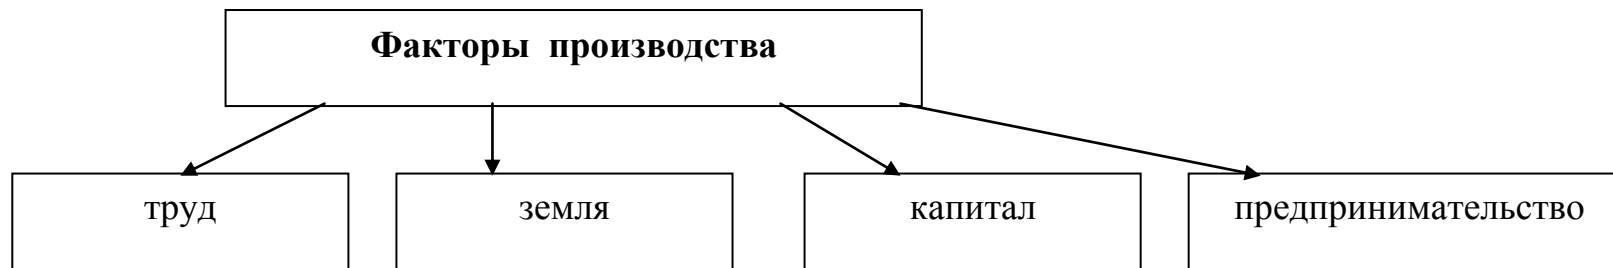 Факторы производства
труд земля капитал предпринимательство